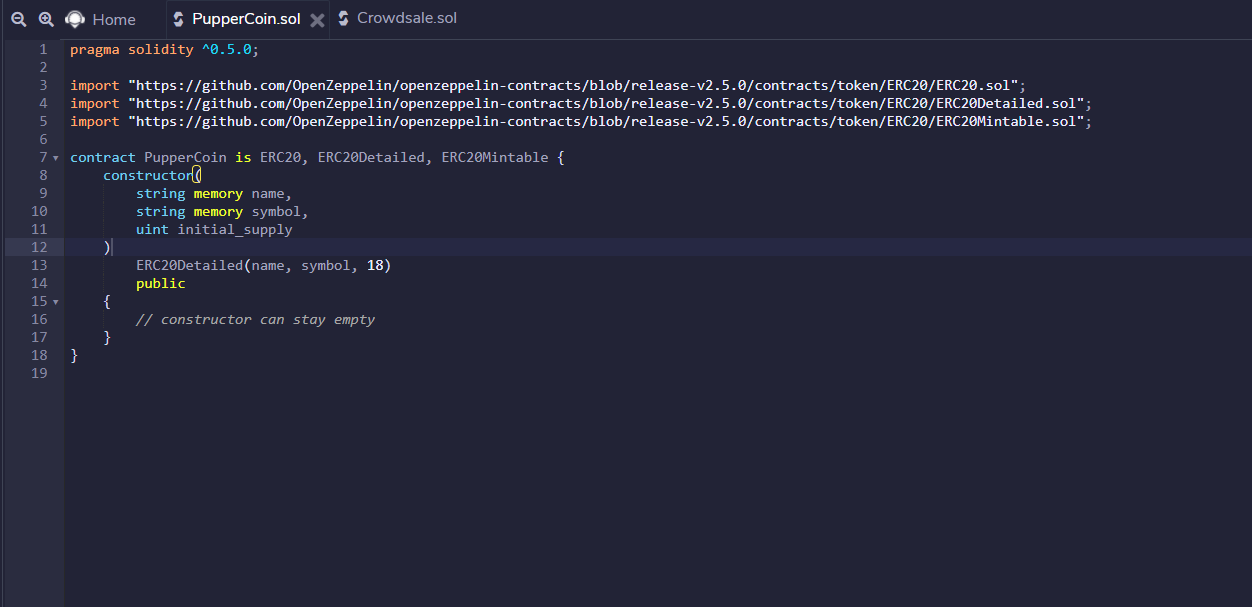 Home PupperCoin.sol Crowdsale.sol
1 pragma solidity ^0.5.0;
2
3 import "https://github.com/OpenZeppelin/openzeppelin-contracts/blob/release-v2.5.0/contracts/token/ERC20/ERC20.sol";
4 import "https://github.com/OpenZeppelin/openzeppelin-contracts/blob/release-v2.5.0/contracts/token/ERC20/ERC20Detailed.sol";
5 import "https://github.com/OpenZeppelin/openzeppelin-contracts/blob/release-v2.5.0/contracts/token/ERC20/ERC20Mintable.sol";
6
7 contract PupperCoin is ERC20, ERC20Detailed, ERC20Mintable {
8     constructor(
9         string memory name,
10         string memory symbol,
11         uint initial_supply
12     )
13         ERC20Detailed(name, symbol, 18)
14         public
15     {
16         // constructor can stay empty
17     }
18 }
19